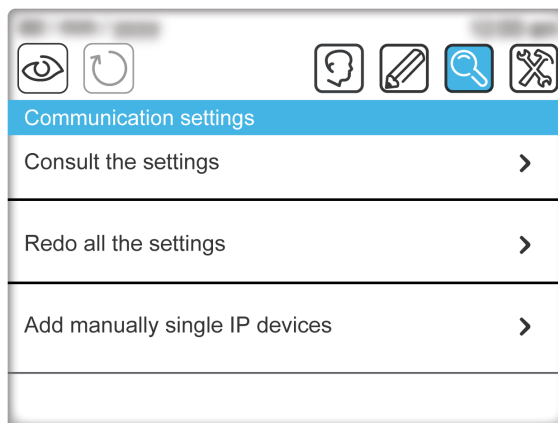 Communication settings
Consult the settings
Redo all the settings
Add manually single IP devices